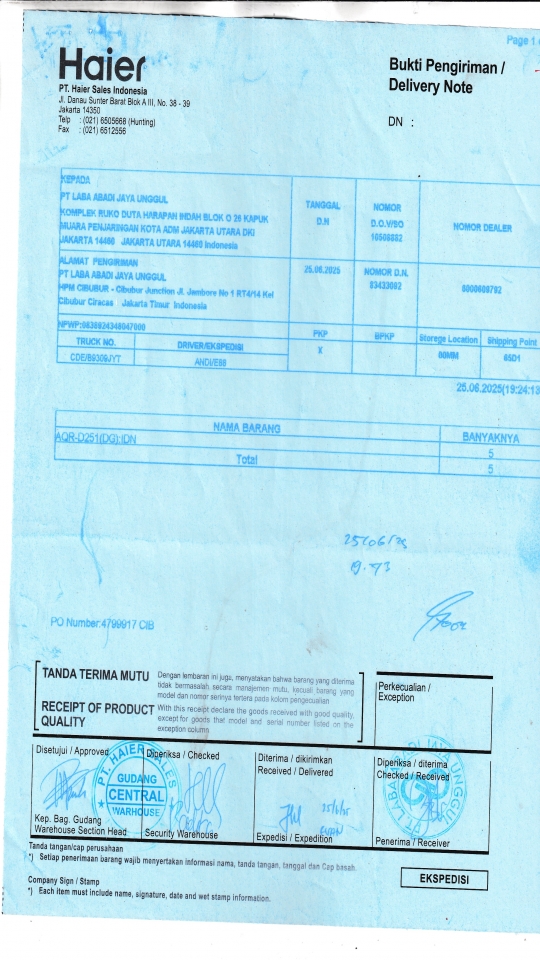 Page 1
Haier
PT. Haier Sales Indonesia
Jl. Danau Sunter Barat Blok A III, No. 38 - 39
Jakarta 14350
Telp : (021) 6505668 (Hunting)
Fax : (021) 6512556
Bukti Pengiriman /
Delivery Note
DN :
KEPADA
PT LABA ABADI JAYA UNGGUL
KOMPLEK RUKO DUTA HARAPAN INDAH BLOK O 26 KAPUK
MUARA PENJARINGAN KOTA ADM JAKARTA UTARA DKI
JAKARTA 14460 JAKARTA UTARA 14460 Indonesia
TANGGAL
D.N
NOMOR
D.O.V/SO
NOMOR DEALER
ALAMAT PENGIRIMAN
PT LABA ABADI JAYA UNGGUL
HPM CIBUBUR - Cibubur Junction Jl. Jambore No 1 RT4/14 Kel
Cibubur Ciracas Jakarta Timur Indonesia
25.06.2025
NOMOR D.N.
83433092
PKP
BPKP
Storege Location
Shipping Point
X
00MM
65D1
TRUCK NO.
DRIVER/EKSPEDISI
CDE/B9309JYT
ANDI/E68
25.06.2025(19:24:13
NAMA BARANG
BANYAKNYA
AQR-D251(DG):IDN
5
Total
5
25/06/25
PO Number:4799917 CIB
TANDA TERIMA MUTU
Dengan lembaran ini jugu, menyatakan bahwa barang yang diterima
tidak bermasalah secara manajemen mutu, kecuali barang yang
model dan nomor serinya tertera pada kolom pengecualian
RECEIPT OF PRODUCT
QUALITY
With this receipt declare the goods received with good quality,
except for goods that model and serial number listed on the
exception column
Perkecualian /
Exception
Disetujui / Approved
Diperiksa / Checked
Diterima / dikirimkan
Received / Delivered
Diperiksa / diterima
Checked / Received
PT. HAIER SALES
GUDANG
CENTRAL
WARHOUSE
PT. LABA ABADI JAYA UNGGUL
Kep. Bag. Gudang
Warehouse Section Head
Security Warehouse
Expedisi / Expedition
Penerima / Receiver
Tanda tangan/cap perusahaan
*) Setiap penerimaan barang wajib menyertakan informasi nama, tanda tangan, tanggal dan Cap basah.
Company Sign / Stamp
*) Each item must include name, signature, date and wet stamp information.
EKSPEDISI